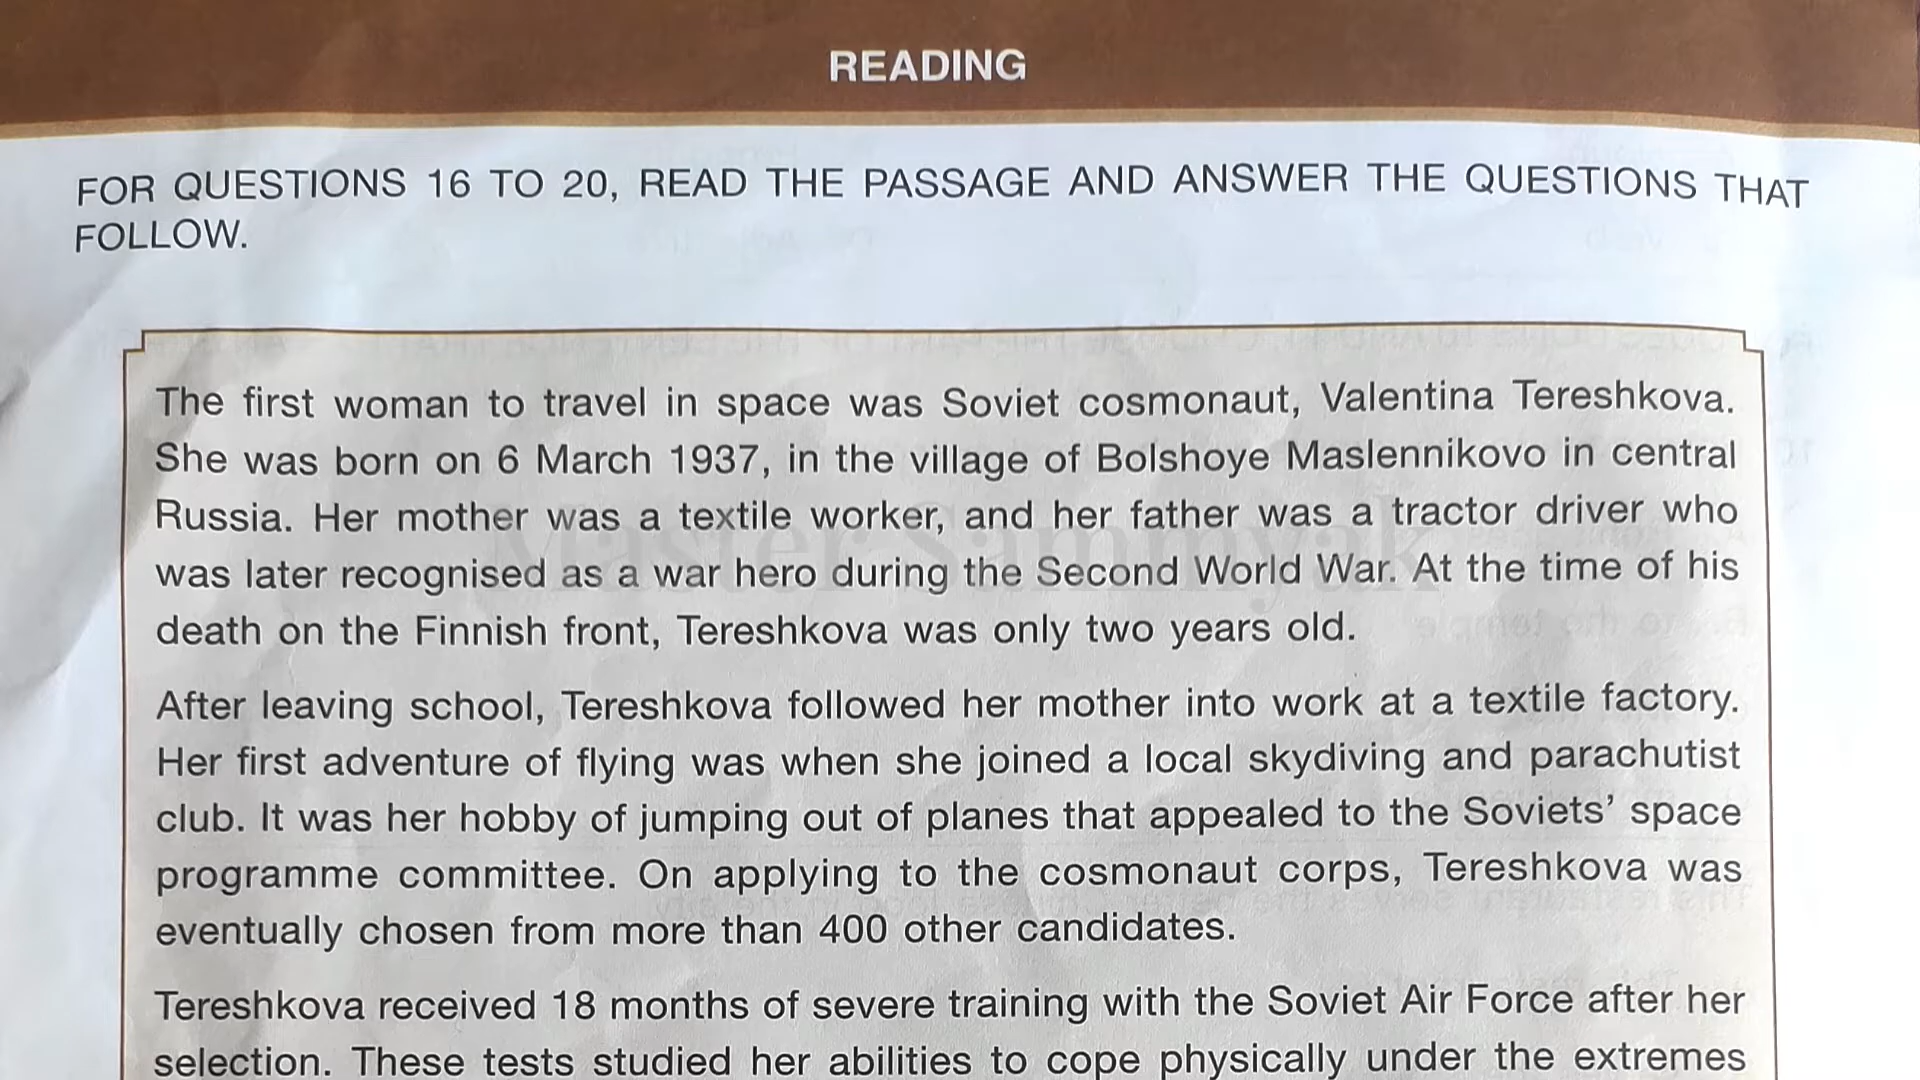 READING
FOR QUESTIONS 16 TO 20, READ THE PASSAGE AND ANSWER THE QUESTIONS THAT
FOLLOW.
The first woman to travel in space was Soviet cosmonaut, Valentina Tereshkova.
She was born on 6 March 1937, in the village of Bolshoye Maslennikovo in central
Russia. Her mother was a textile worker, and her father was a tractor driver who
was later recognised as a war hero during the Second World War. At the time of his
death on the Finnish front, Tereshkova was only two years old.
After leaving school, Tereshkova followed her mother into work at a textile factory.
Her first adventure of flying was when she joined a local skydiving and parachutist
club. It was her hobby of jumping out of planes that appealed to the Soviets’ space
programme committee. On applying to the cosmonaut corps, Tereshkova was
eventually chosen from more than 400 other candidates.
Tereshkova received 18 months of severe training with the Soviet Air Force after her
selection. These tests studied her abilities to cope physically under the extremes
Master Sammyak